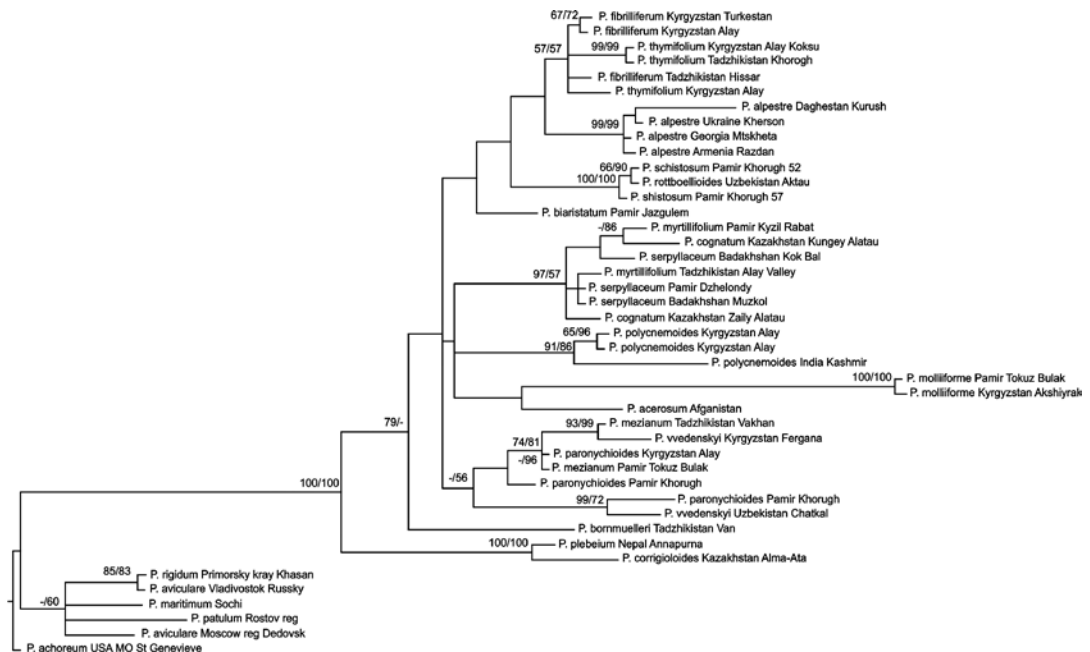 67/72
P. fibrilliferum Kyrgyzstan Turkestan
P. fibrilliferum Kyrgyzstan Alay
57/57
99/99
P. thymifolium Kyrgyzstan Alay Koksu
P. thymifolium Tadzhikistan Khorogh
P. fibrilliferum Tadzhikistan Hissar
P. thymifolium Kyrgyzstan Alay
P. alpestre Daghestan Kurush
99/99
P. alpestre Ukraine Kherson
P. alpestre Georgia Mtskheta
P. alpestre Armenia Razdan
66/90
P. schistosum Pamir Khorugh 52
100/100
P. rottboellioides Uzbekistan Aktau
P. shistosum Pamir Khorugh 57
P. biaristatum Pamir Jazgulem
-/86
P. myrtillifolium Pamir Kyzil Rabat
P. cognatum Kazakhstan Kungey Alatau
P. serpyllaceum Badakhshan Kok Bal
97/57
P. myrtillifolium Tadzhikistan Alay Valley
P. serpyllaceum Pamir Dzhelondy
P. serpyllaceum Badakhshan Muzkol
P. cognatum Kazakhstan Zaily Alatau
65/96
P. polycnemoides Kyrgyzstan Alay
91/86
P. polycnemoides Kyrgyzstan Alay
P. polycnemoides India Kashmir
100/100
P. molliiforme Pamir Tokuz Bulak
P. molliiforme Kyrgyzstan Akshiyrak
P. acerosum Afganistan
79/-
93/99
P. mezianum Tadzhikistan Vakhan
P. vvedenskyi Kyrgyzstan Fergana
74/81
P. paronychioides Kyrgyzstan Alay
-/96
P. mezianum Pamir Tokuz Bulak
-/56
P. paronychioides Pamir Khorugh
100/100
99/72
P. paronychioides Pamir Khorugh
P. vvedenskyi Uzbekistan Chatkal
P. bornmuelleri Tadzhikistan Van
100/100
P. plebeium Nepal Annapurna
P. corrigioloides Kazakhstan Alma-Ata
85/83
P. rigidum Primorsky kray Khasan
P. aviculare Vladivostok Russky
-/60
P. maritimum Sochi
P. patulum Rostov reg
P. aviculare Moscow reg Dedovsk
P. achoreum USA MO St Genevieve